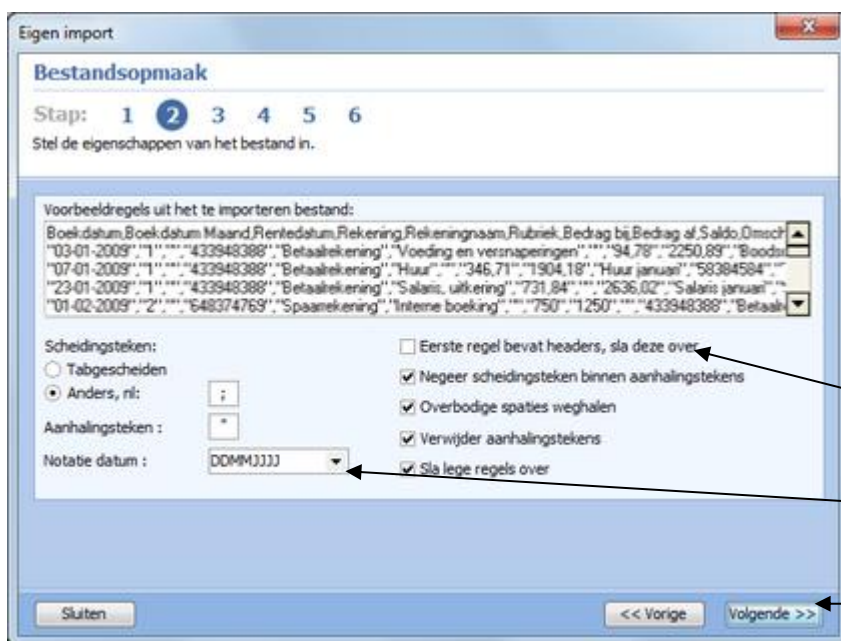 Eigen import
Bestandsopmaak
Stap: 1 2 3 4 5 6
Stel de eigenschappen van het bestand in.
Voorbeeldregels uit het te importeren bestand:
Boekdatum,Boekdatum Maand,Rentedatum,Rekening,Rekeningnaam,Rubriek,Bedrag bij,Bedrag af,Saldo,Omsch
"03-01-2009","1","","433948388","Betaalrekening","Voeding en versnaperingen","","94,78","2250,89","Boods
"07-01-2009","1","","433948388","Betaalrekening","Huur","","346,71","1904,18","Huur januari","58384584","
"23-01-2009","1","","433948388","Betaalrekening","Salaris, uitkering","731,84","","2636,02","Salaris januari","
"01-02-2009","2","","648374769","Spaarrekening","Interne boeking","","750","1250","","433948388","Betaalr
Scheidingsteken:
Tabgescheiden
Anders, nl: ;
Aanhalingsteken : "
Notatie datum : DDMMJJJJ
Eerste regel bevat headers, sla deze over
Negeer scheidingsteken binnen aanhalingstekens
Overbodige spaties weghalen
Verwijder aanhalingstekens
Sla lege regels over
Sluiten
<< Vorige
Volgende >>